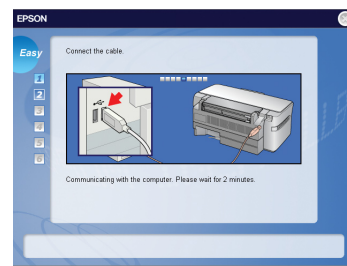 EPSON
Easy
Connect the cable.
1
2
3
4
5
6
Communicating with the computer. Please wait for 2 minutes.